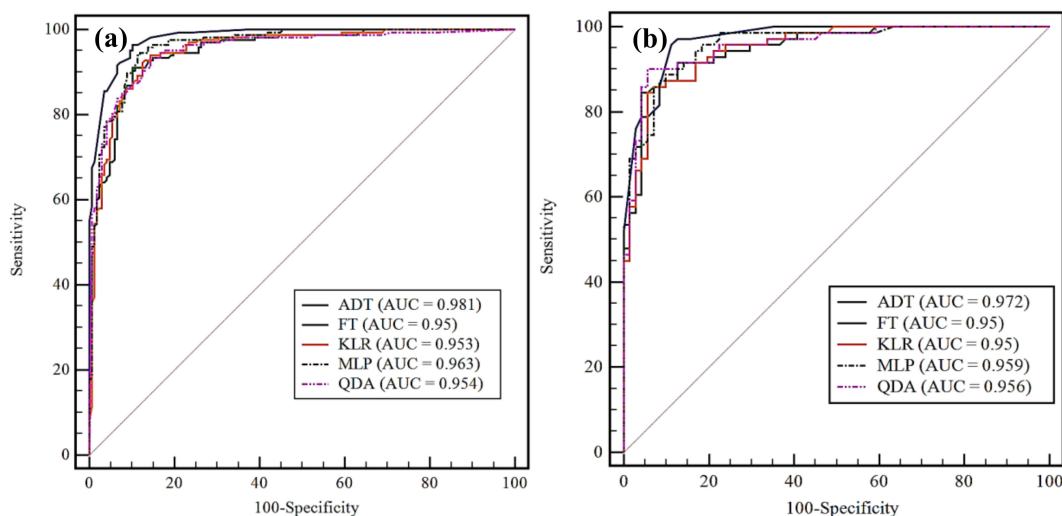 (a)
100
80
60
40
20
0
Sensitivity
ADT (AUC = 0.981)
FT (AUC = 0.95)
KLR (AUC = 0.953)
MLP (AUC = 0.963)
QDA (AUC = 0.954)
0 20 40 60 80 100
100-Specificity
(b)
100
80
60
40
20
0
Sensitivity
ADT (AUC = 0.972)
FT (AUC = 0.95)
KLR (AUC = 0.95)
MLP (AUC = 0.959)
QDA (AUC = 0.956)
0 20 40 60 80 100
100-Specificity